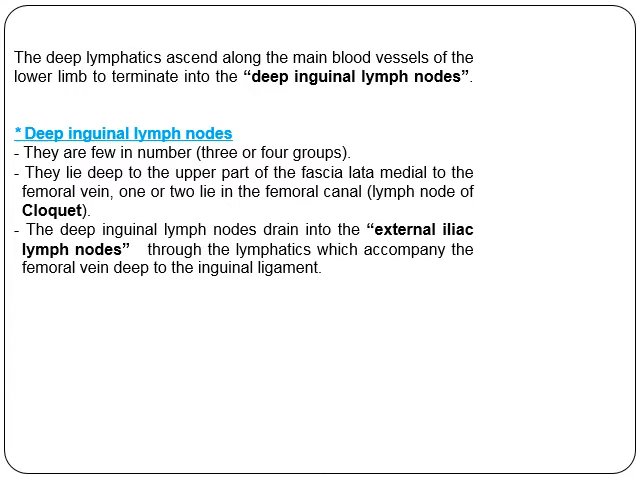 The deep lymphatics ascend along the main blood vessels of the
lower limb to terminate into the “deep inguinal lymph nodes”.
* Deep inguinal lymph nodes
- They are few in number (three or four groups).
- They lie deep to the upper part of the fascia lata medial to the
femoral vein, one or two lie in the femoral canal (lymph node of
Cloquet).
- The deep inguinal lymph nodes drain into the “external iliac
lymph nodes” through the lymphatics which accompany the
femoral vein deep to the inguinal ligament.